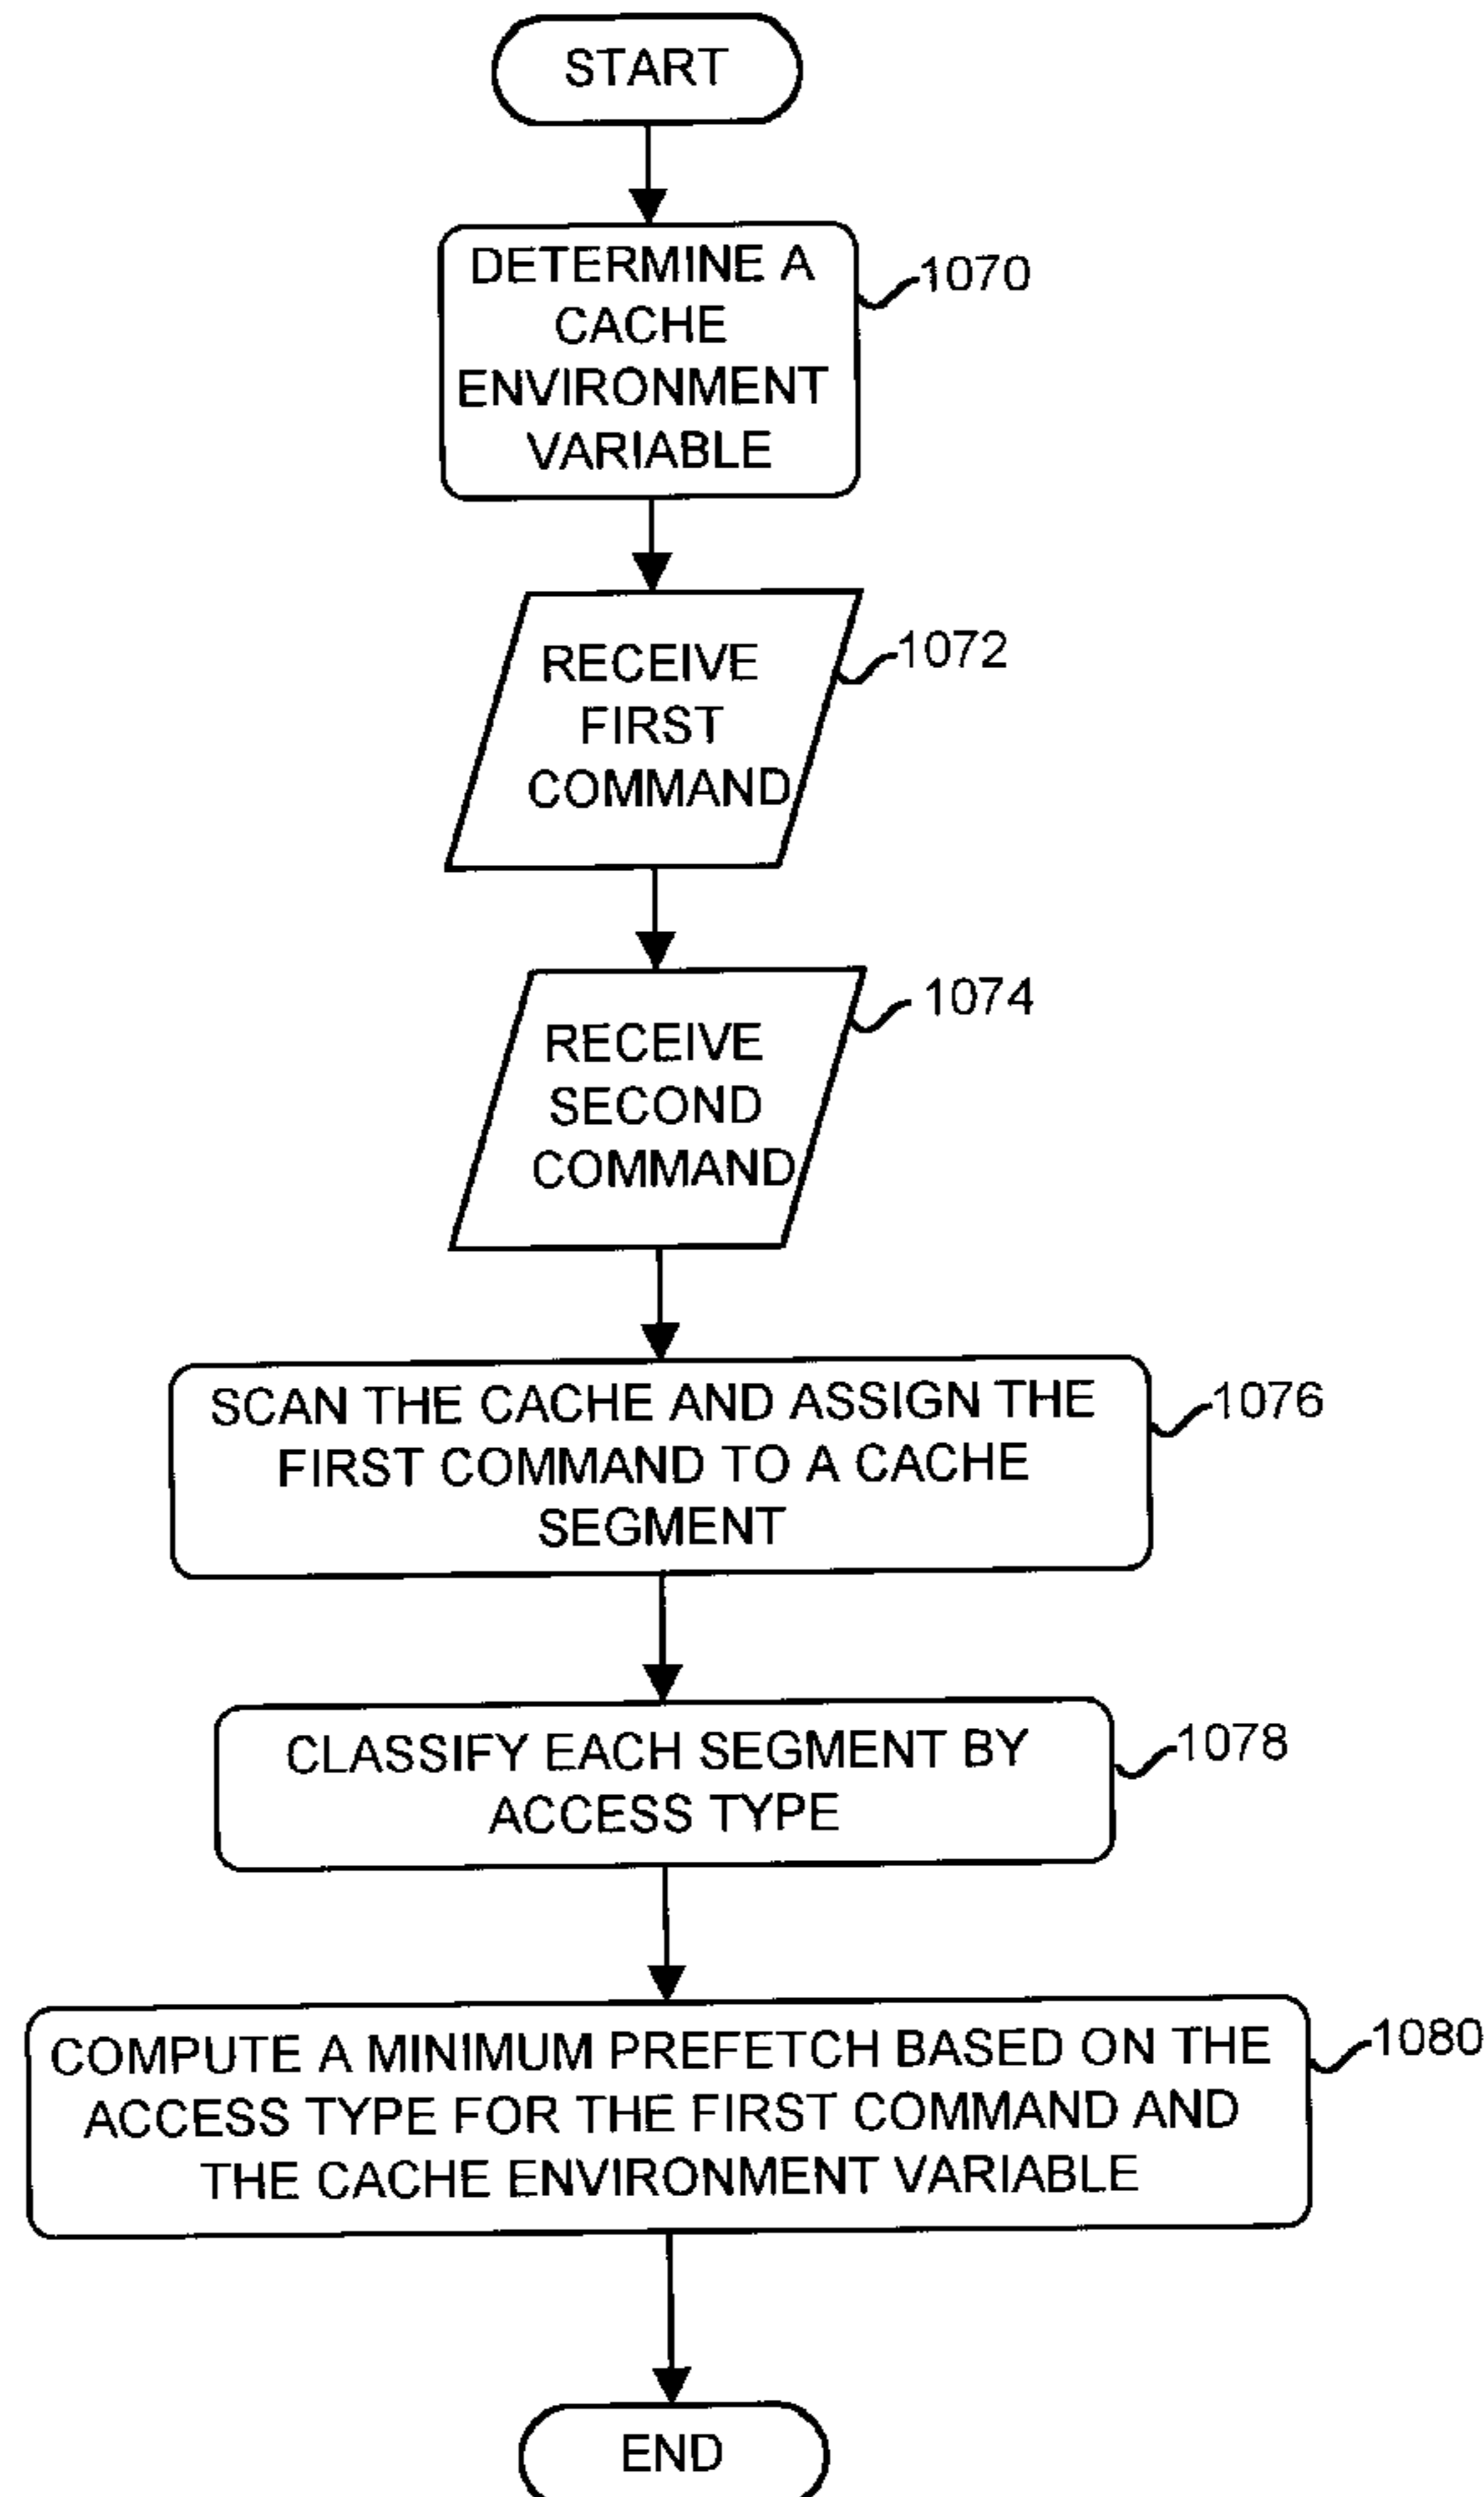 START
DETERMINE A
CACHE
ENVIRONMENT
VARIABLE
1070
RECEIVE
FIRST
COMMAND
1072
RECEIVE
SECOND
COMMAND
1074
SCAN THE CACHE AND ASSIGN THE
FIRST COMMAND TO A CACHE
SEGMENT
1076
CLASSIFY EACH SEGMENT BY
ACCESS TYPE
1078
COMPUTE A MINIMUM PREFETCH BASED ON THE
ACCESS TYPE FOR THE FIRST COMMAND AND
THE CACHE ENVIRONMENT VARIABLE
1080
END